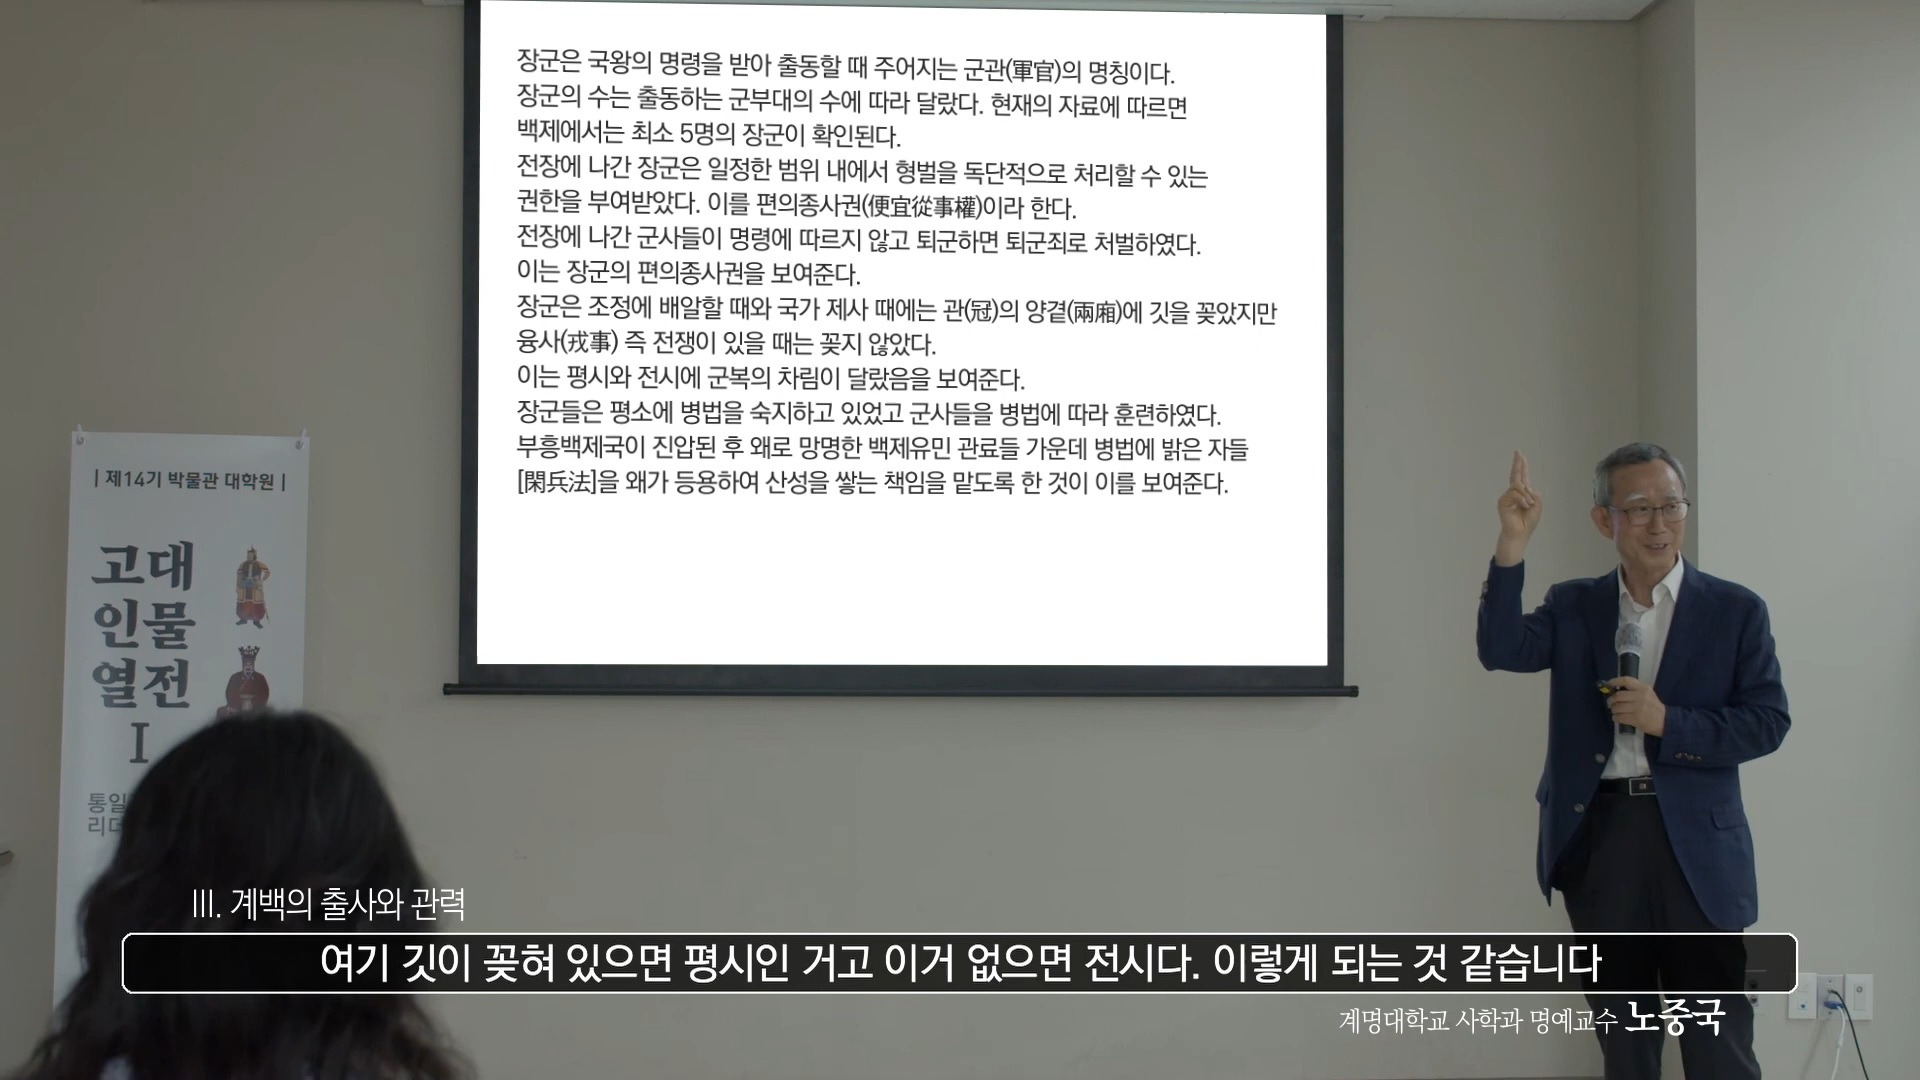 장군은 국왕의 명령을 받아 출동할 때 주어지는 군관(軍官)의 명칭이다.
장군의 수는 출동하는 군부대의 수에 따라 달랐다. 현재의 자료에 따르면
백제에서는 최소 5명의 장군이 확인된다.
전장에 나간 장군은 일정한 범위 내에서 형벌을 독단적으로 처리할 수 있는
권한을 부여받았다. 이를 편의종사권(便宜從事權)이라 한다.
전장에 나간 군사들이 명령에 따르지 않고 퇴군하면 퇴군죄로 처벌하였다.
이는 장군의 편의종사권을 보여준다.
장군은 조정에 배알할 때와 국가 제사 때에는 관(冠)의 양곁(兩廂)에 깃을 꽂았지만
융사(戎事) 즉 전쟁이 있을 때는 꽂지 않았다.
이는 평시와 전시에 군복의 차림이 달랐음을 보여준다.
장군들은 평소에 병법을 숙지하고 있었고 군사들을 병법에 따라 훈련하였다.
부흥백제국이 진압된 후 왜로 망명한 백제유민 관료들 가운데 병법에 밝은 자들
[閑兵法]을 왜가 등용하여 산성을 쌓는 책임을 맡도록 한 것이 이를 보여준다.
| 제14기 박물관 대학원 |
고대
인물
열전
I
통일
리더
III. 계백의 출사와 관력
여기 깃이 꽂혀 있으면 평시인 거고 이거 없으면 전시다. 이렇게 되는 것 같습니다
계명대학교 사학과 명예교수 노중국